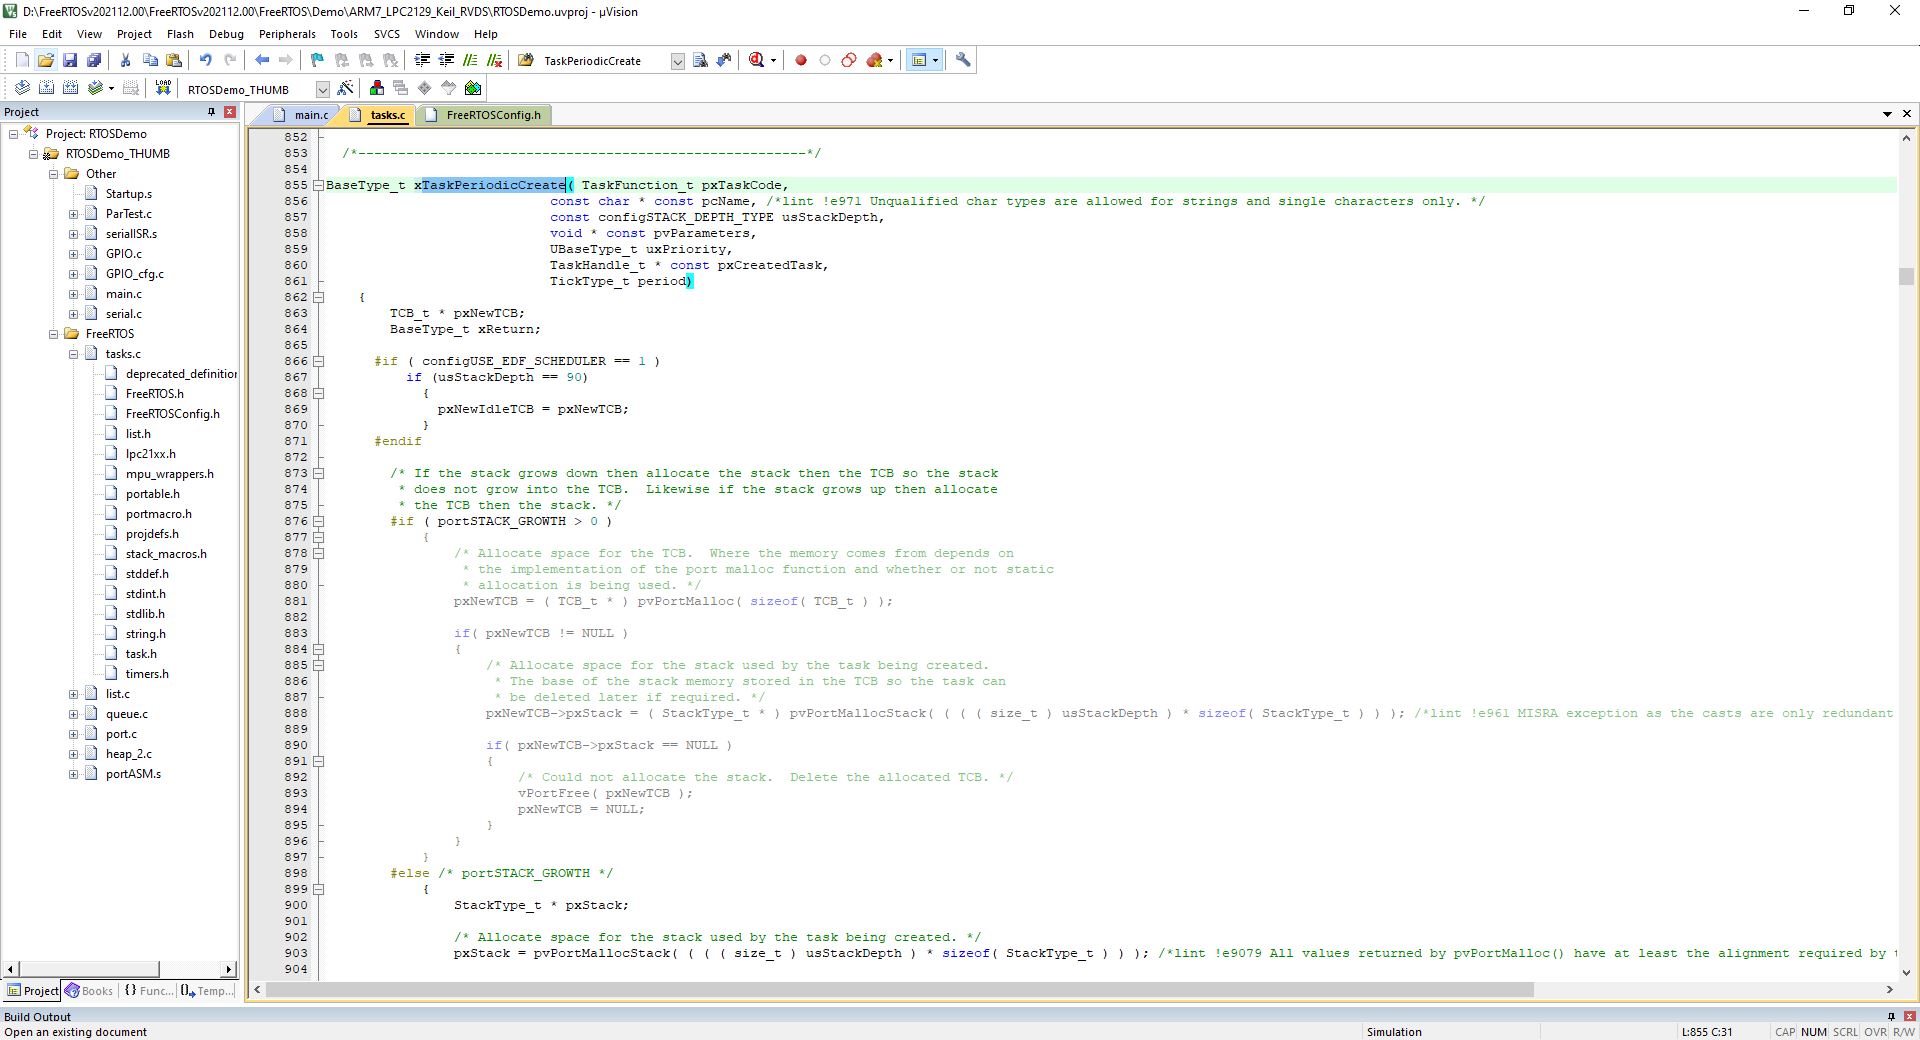 D:\FreeRTOSv202112.00\FreeRTOSv202112.00\FreeRTOS\Demo\ARM7_LPC2129_Keil_RVDS\RTOSDemo.uvproj - µVision
File Edit View Project Flash Debug Peripherals Tools SVCS Window Help
TaskPeriodicCreate
LOAD
RTOSDemo_THUMB
Project
Project: RTOSDemo
RTOSDemo_THUMB
Other
Startup.s
ParTest.c
serialISR.s
GPIO.c
GPIO_cfg.c
main.c
serial.c
FreeRTOS
tasks.c
deprecated_definition
FreeRTOS.h
FreeRTOSConfig.h
list.h
lpc21xx.h
mpu_wrappers.h
portable.h
portmacro.h
projdefs.h
stack_macros.h
stddef.h
stdint.h
stdlib.h
string.h
task.h
timers.h
list.c
queue.c
port.c
heap_2.c
portASM.s
Project Books {} Func... Temp...
main.c tasks.c FreeRTOSConfig.h
852
853 /*--------------------------------------------------------*/
854
855 BaseType_t xTaskPeriodicCreate( TaskFunction_t pxTaskCode,
856 const char * const pcName, /*lint !e971 Unqualified char types are allowed for strings and single characters only. */
857 const configSTACK_DEPTH_TYPE usStackDepth,
858 void * const pvParameters,
859 UBaseType_t uxPriority,
860 TaskHandle_t * const pxCreatedTask,
861 TickType_t period)
862 {
863 TCB_t * pxNewTCB;
864 BaseType_t xReturn;
865
866 #if ( configUSE_EDF_SCHEDULER == 1 )
867 if (usStackDepth == 90)
868 {
869 pxNewIdleTCB = pxNewTCB;
870 }
871 #endif
872
873 /* If the stack grows down then allocate the stack then the TCB so the stack
874 * does not grow into the TCB.  Likewise if the stack grows up then allocate
875 * the TCB then the stack. */
876 #if ( portSTACK_GROWTH > 0 )
877 {
878 /* Allocate space for the TCB.  Where the memory comes from depends on
879 * the implementation of the port malloc function and whether or not static
880 * allocation is being used. */
881 pxNewTCB = ( TCB_t * ) pvPortMalloc( sizeof( TCB_t ) );
882
883 if( pxNewTCB != NULL )
884 {
885 /* Allocate space for the stack used by the task being created.
886 * The base of the stack memory stored in the TCB so the task can
887 * be deleted later if required. */
888 pxNewTCB->pxStack = ( StackType_t * ) pvPortMallocStack( ( ( ( size_t ) usStackDepth ) * sizeof( StackType_t ) ) ); /*lint !e961 MISRA exception as the casts are only redundant
889
890 if( pxNewTCB->pxStack == NULL )
891 {
892 /* Could not allocate the stack.  Delete the allocated TCB. */
893 vPortFree( pxNewTCB );
894 pxNewTCB = NULL;
895 }
896 }
897 }
898 #else /* portSTACK_GROWTH */
899 {
900 StackType_t * pxStack;
901
902 /* Allocate space for the stack used by the task being created. */
903 pxStack = pvPortMallocStack( ( ( ( size_t ) usStackDepth ) * sizeof( StackType_t ) ) ); /*lint !e9079 All values returned by pvPortMalloc() have at least the alignment required by
904
Build Output
Open an existing document Simulation L:855 C:31 CAP NUM SCRL OVR R/W